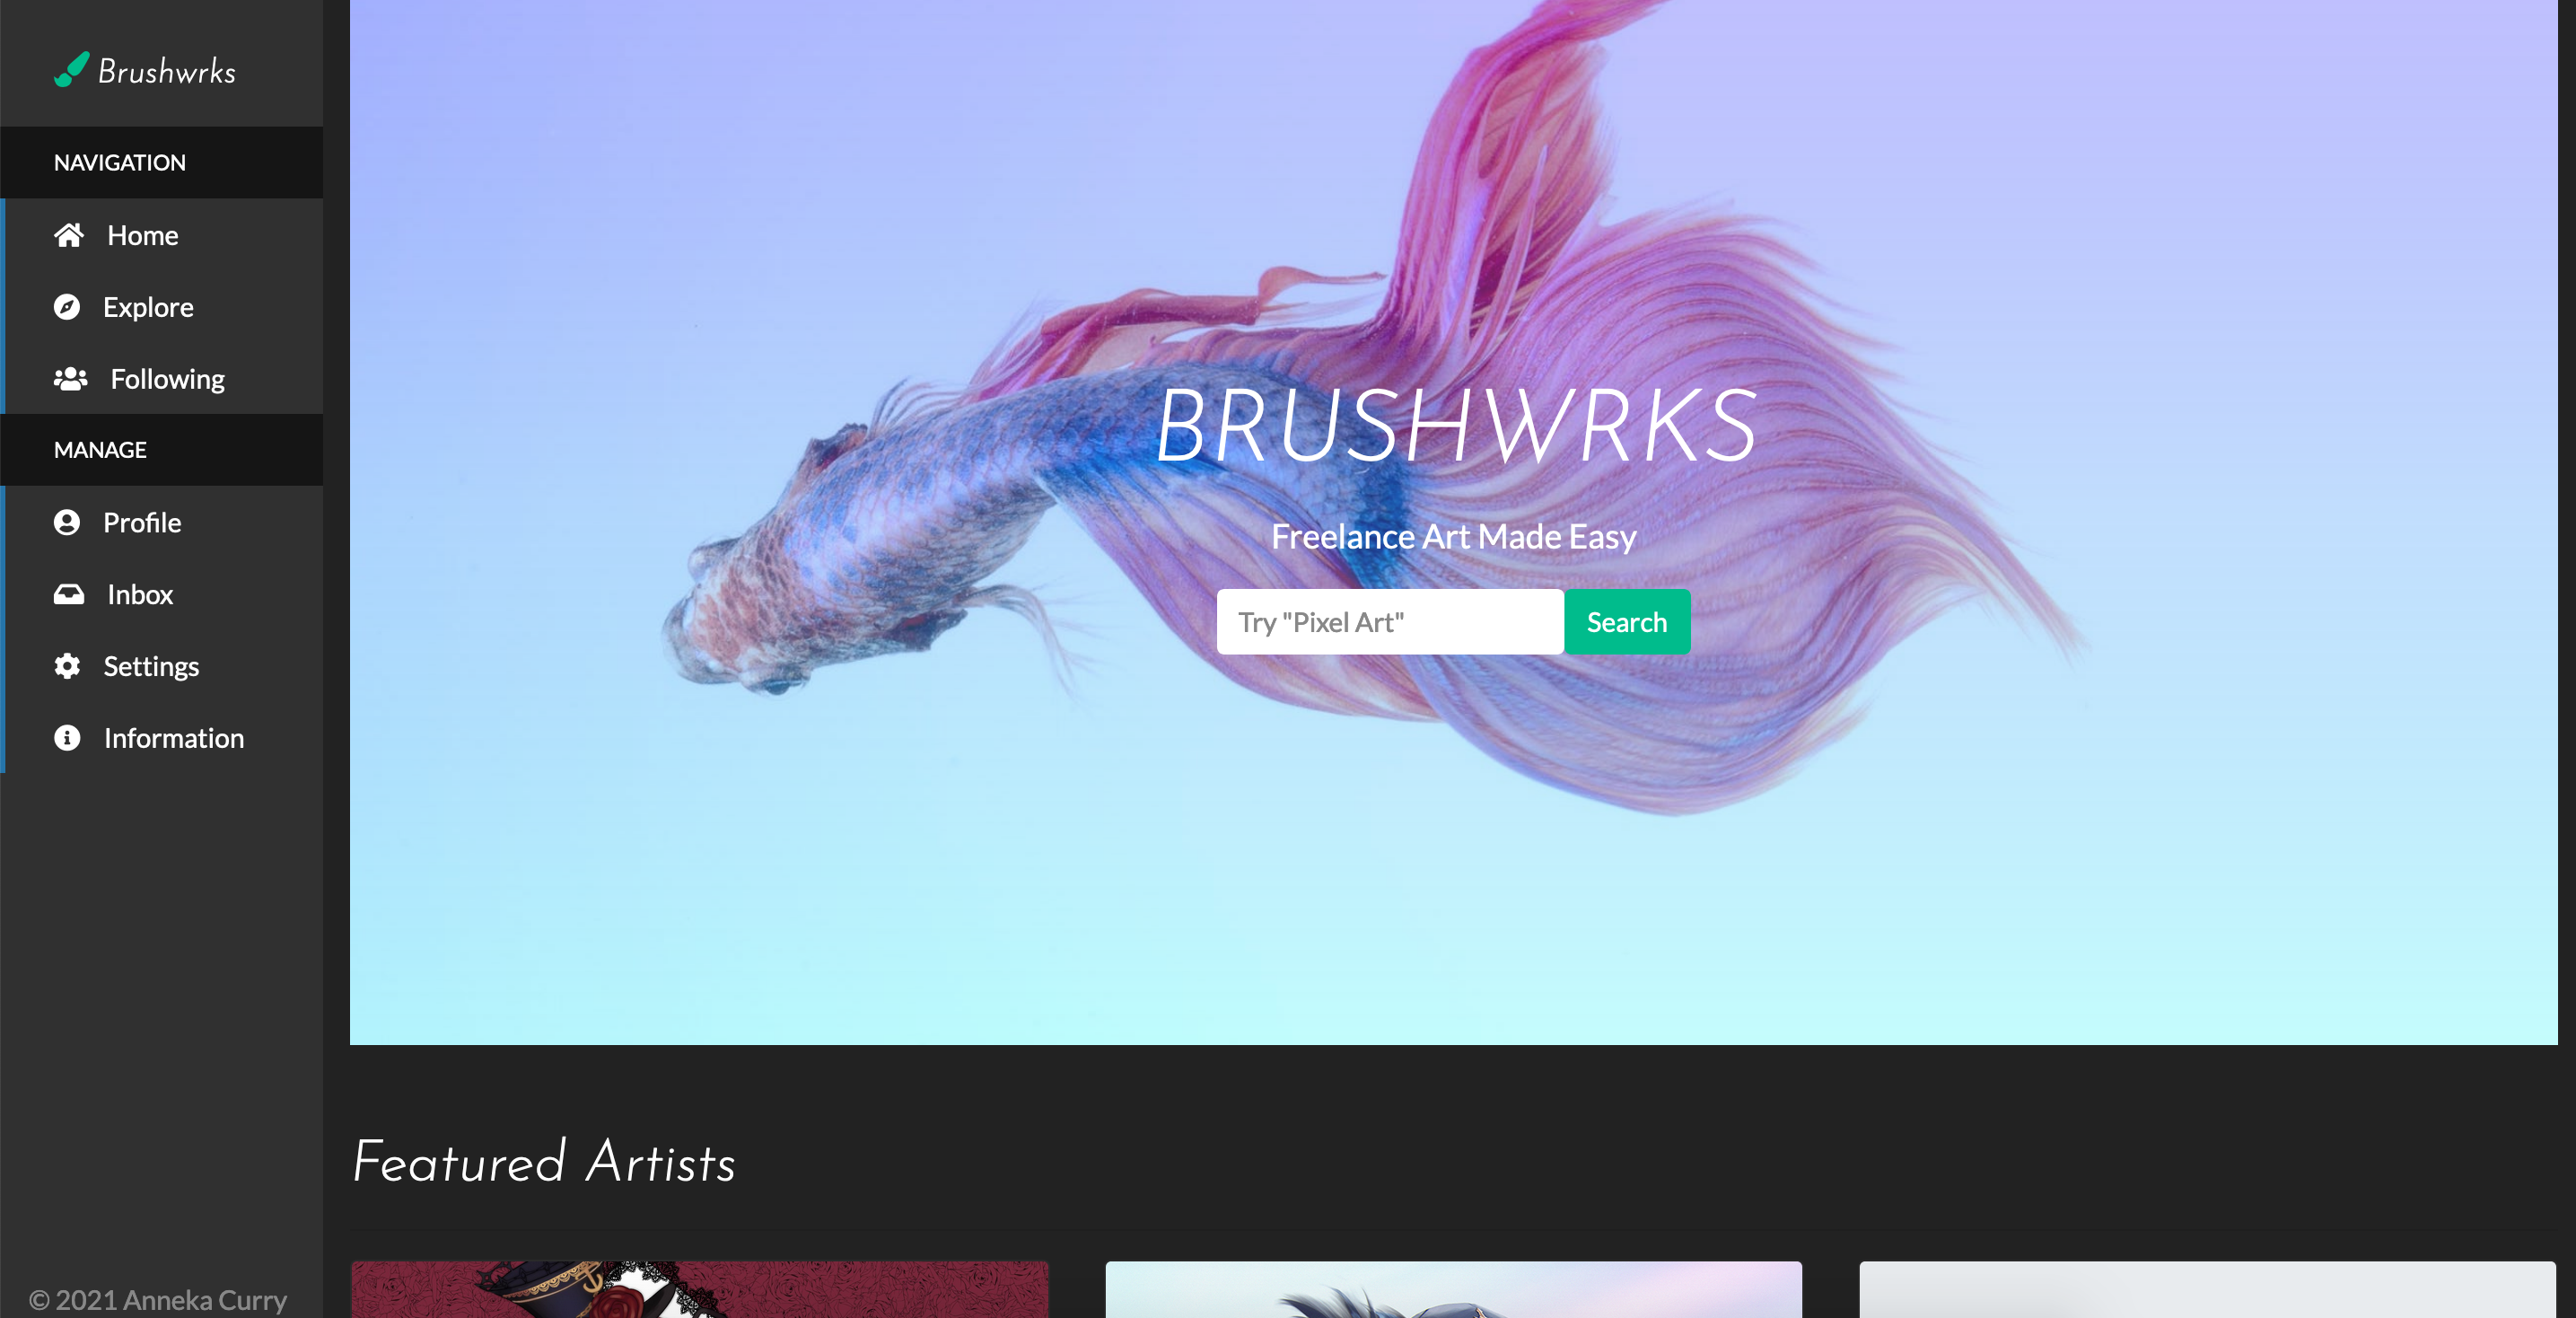 Brushwrks
NAVIGATION
Home
Explore
Following
MANAGE
Profile
Inbox
Settings
Information
© 2021 Anneka Curry
BRUSHWRKS
Freelance Art Made Easy
Try "Pixel Art"
Search
Featured Artists